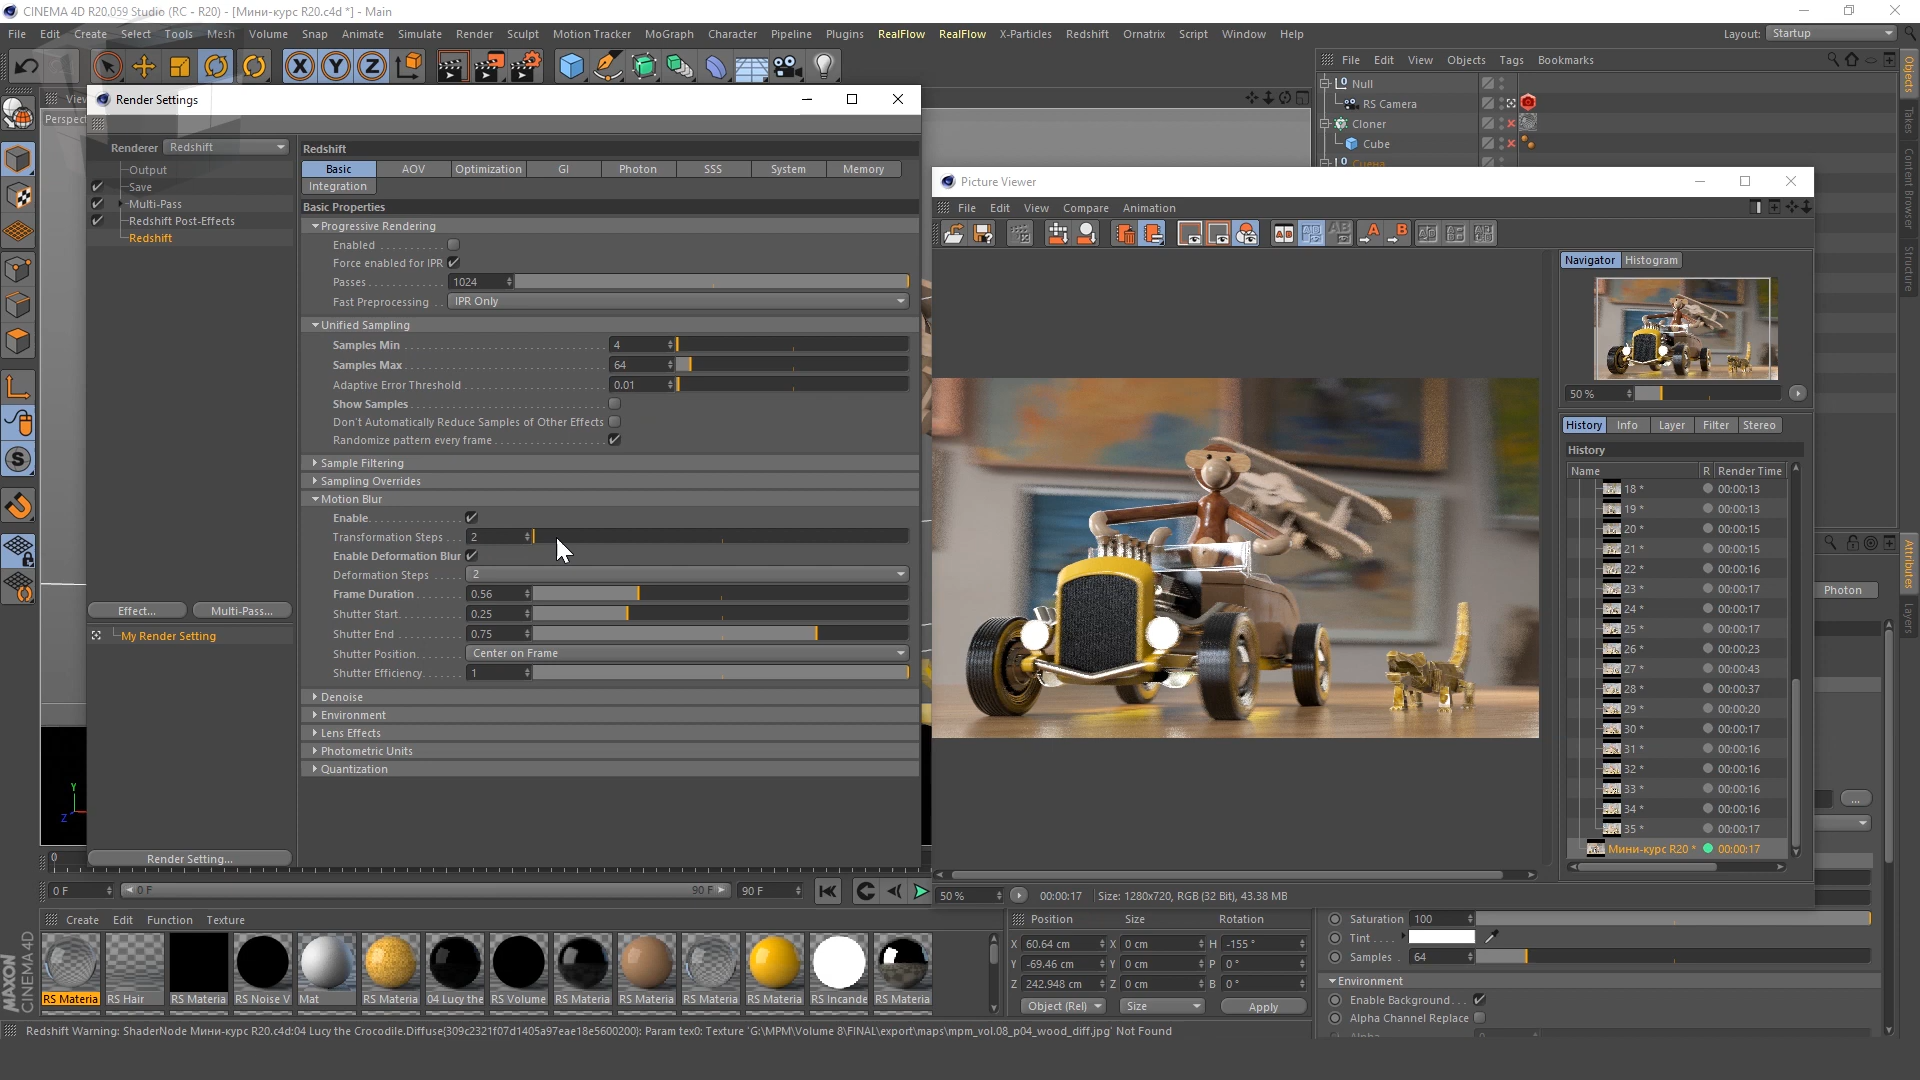 CINEMA 4D R20.059 Studio (RC - R20) - [Мини-курс R20.c4d *] - Main
File Edit Create Select Tools Mesh Volume Snap Animate Simulate Render Sculpt Motion Tracker MoGraph Character Pipeline Plugins RealFlow RealFlow X-Particles Redshift Ornatrix Script Window Help
Layout: Startup
File Edit View Objects Tags Bookmarks
Null
RS Camera
Cloner
Cube
Objects
Takes
Content Browser
Structure
Attributes
Layers
Perspect
Render Settings
Renderer Redshift
Output
Save
Multi-Pass
Redshift Post-Effects
Redshift
Effect...
Multi-Pass...
My Render Setting
Render Setting...
Redshift
Basic AOV Optimization GI Photon SSS System Memory
Integration
Basic Properties
Progressive Rendering
Enabled
Force enabled for IPR
Passes 1024
Fast Preprocessing IPR Only
Unified Sampling
Samples Min 4
Samples Max 64
Adaptive Error Threshold 0.01
Show Samples
Don't Automatically Reduce Samples of Other Effects
Randomize pattern every frame
Sample Filtering
Sampling Overrides
Motion Blur
Enable
Transformation Steps 2
Enable Deformation Blur
Deformation Steps 2
Frame Duration 0.56
Shutter Start 0.25
Shutter End 0.75
Shutter Position Center on Frame
Shutter Efficiency 1
Denoise
Environment
Lens Effects
Photometric Units
Quantization
Picture Viewer
File Edit View Compare Animation
Navigator Histogram
50 %
History Info Layer Filter Stereo
History
Name R Render Time
18 * 00:00:13
19 * 00:00:13
20 * 00:00:15
21 * 00:00:15
22 * 00:00:16
23 * 00:00:17
24 * 00:00:17
25 * 00:00:17
26 * 00:00:23
27 * 00:00:43
28 * 00:00:37
29 * 00:00:20
30 * 00:00:17
31 * 00:00:16
32 * 00:00:16
33 * 00:00:16
34 * 00:00:16
35 * 00:00:17
Мини-курс R20 * 00:00:17
50 % 00:00:17 Size: 1280x720, RGB (32 Bit), 43.38 MB
Photon
...
Y
Z
0
0 F 0 F 90 F 90 F
Create Edit Function Texture
RS Materia RS Hair RS Materia RS Noise V Mat RS Materia 04 Lucy the RS Volume RS Materia RS Materia RS Materia RS Materia RS Incande RS Materia
MAXON
CINEMA 4D
Position Size Rotation
X 60.64 cm X 0 cm H -155 °
Y -69.46 cm Y 0 cm P 0 °
Z 242.948 cm Z 0 cm B 0 °
Object (Rel) Size Apply
Saturation 100
Tint
Samples 64
Environment
Enable Background
Alpha Channel Replace
Redshift Warning: ShaderNode Мини-курс R20.c4d:04 Lucy the Crocodile.Diffuse(309c2321f07d1405a97eae18e5600200): Param tex0: Texture 'G:\MPM\Volume 8\FINAL\export\maps\mpm_vol.08_p04_wood_diff.jpg' Not Found